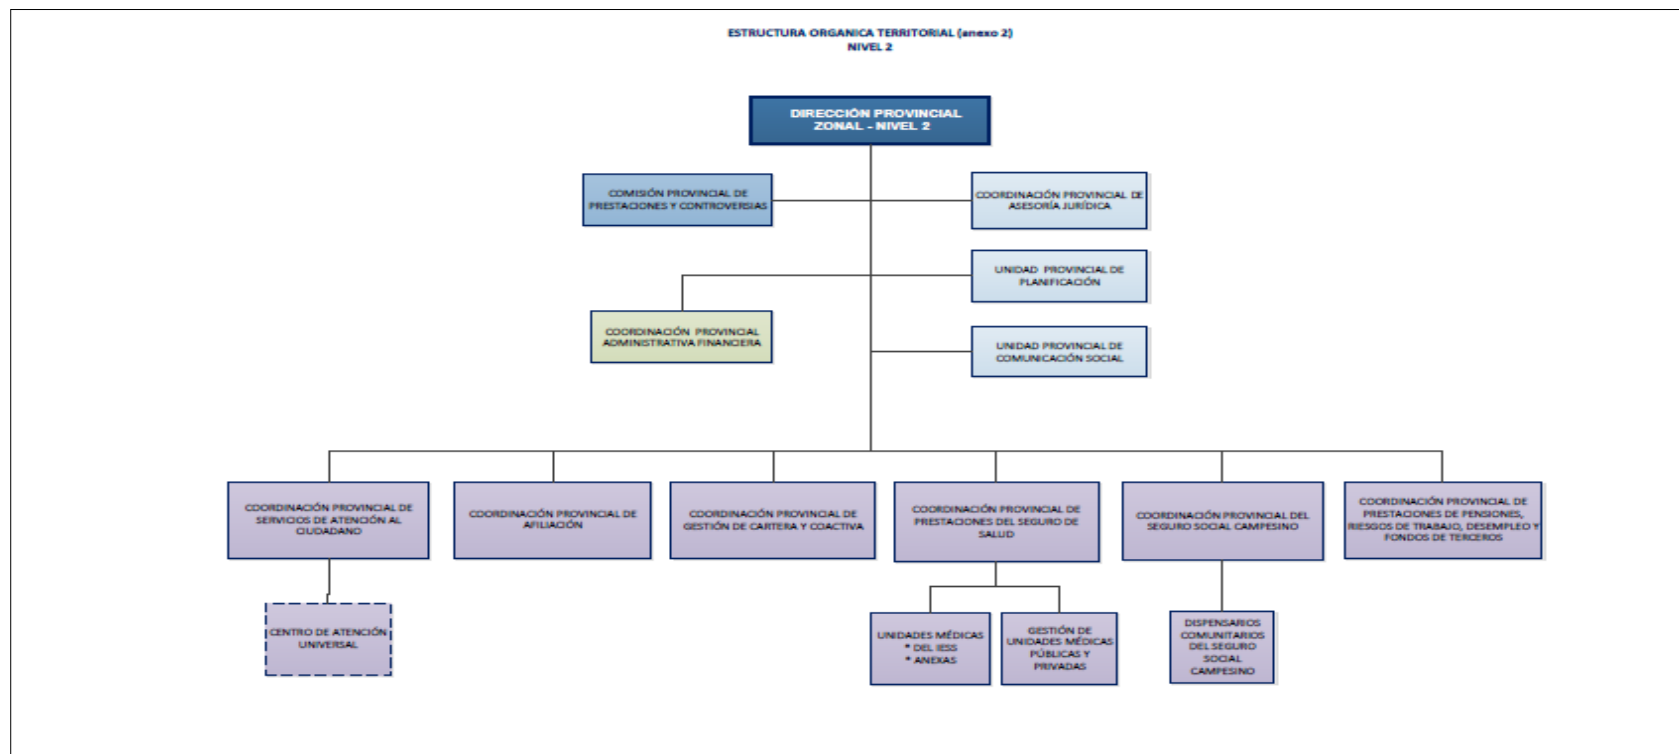 ESTRUCTURA ORGANICA TERRITORIAL (anexo 2)
NIVEL 2
DIRECCIÓN PROVINCIAL
ZONAL - NIVEL 2
COMISIÓN PROVINCIAL DE
PRESTACIONES Y CONTROVERSIAS
COORDINACIÓN PROVINCIAL DE
ASESORÍA JURÍDICA
UNIDAD PROVINCIAL DE
PLANIFICACIÓN
COORDINACIÓN PROVINCIAL
ADMINISTRATIVA FINANCIERA
UNIDAD PROVINCIAL DE
COMUNICACIÓN SOCIAL
COORDINACIÓN PROVINCIAL DE
SERVICIOS DE ATENCIÓN AL
CIUDADANO
COORDINACIÓN PROVINCIAL DE
AFILIACIÓN
COORDINACIÓN PROVINCIAL DE
GESTIÓN DE CARTERA Y COACTIVA
COORDINACIÓN PROVINCIAL DE
PRESTACIONES DEL SEGURO DE
SALUD
COORDINACIÓN PROVINCIAL DEL
SEGURO SOCIAL CAMPESINO
COORDINACIÓN PROVINCIAL DE
PRESTACIONES DE PENSIONES,
RIESGOS DE TRABAJO, DESEMPLEO Y
FONDOS DE TERCEROS
CENTRO DE ATENCIÓN
UNIVERSAL
UNIDADES MÉDICAS
* DEL IESS
* ANEXAS
GESTIÓN DE
UNIDADES MÉDICAS
PÚBLICAS Y
PRIVADAS
DISPENSARIOS
COMUNITARIOS
DEL SEGURO
SOCIAL
CAMPESINO